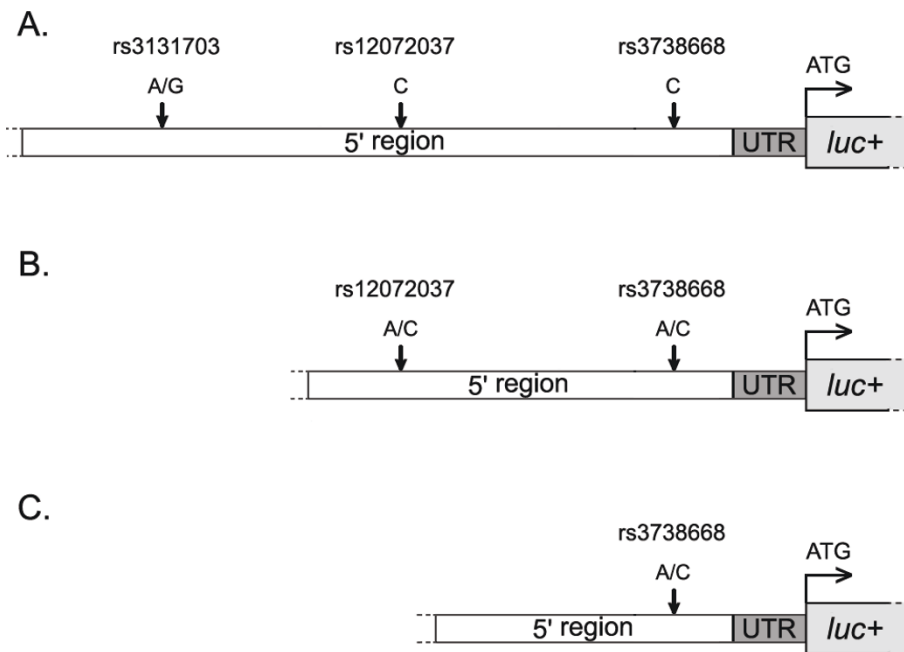 A.
rs3131703 rs12072037 rs3738668
A/G C C ATG
5' region UTR luc+
B.
rs12072037 rs3738668
A/C A/C ATG
5' region UTR luc+
C.
rs3738668
A/C ATG
5' region UTR luc+